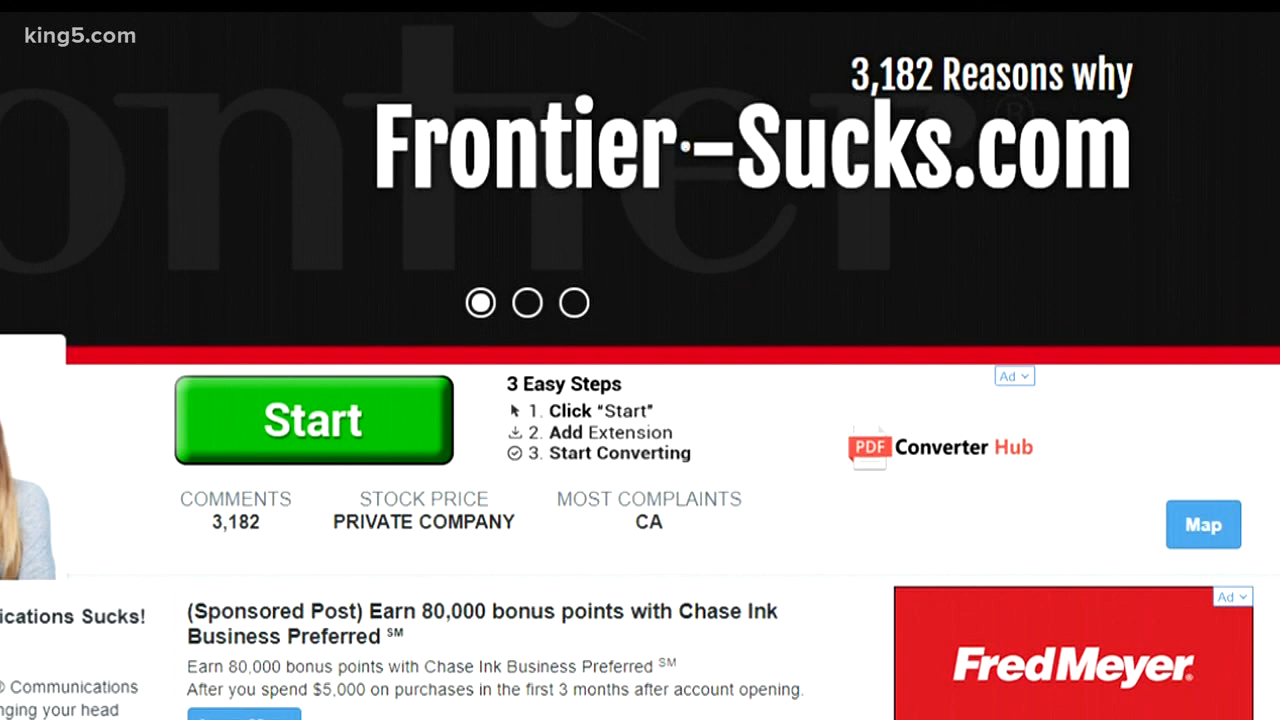 king5.com
3,182 Reasons why
Frontier-–Sucks.com
Start
3 Easy Steps
1. Click “Start”
2. Add Extension
3. Start Converting
Ad
PDF Converter Hub
COMMENTS STOCK PRICE MOST COMPLAINTS
3,182 PRIVATE COMPANY CA
Map
ications Sucks!
® Communications
nging your head
(Sponsored Post) Earn 80,000 bonus points with Chase Ink
Business Preferred ℠
Earn 80,000 bonus points with Chase Ink Business Preferred ℠
After you spend $5,000 on purchases in the first 3 months after account opening.
Ad
FredMeyer®